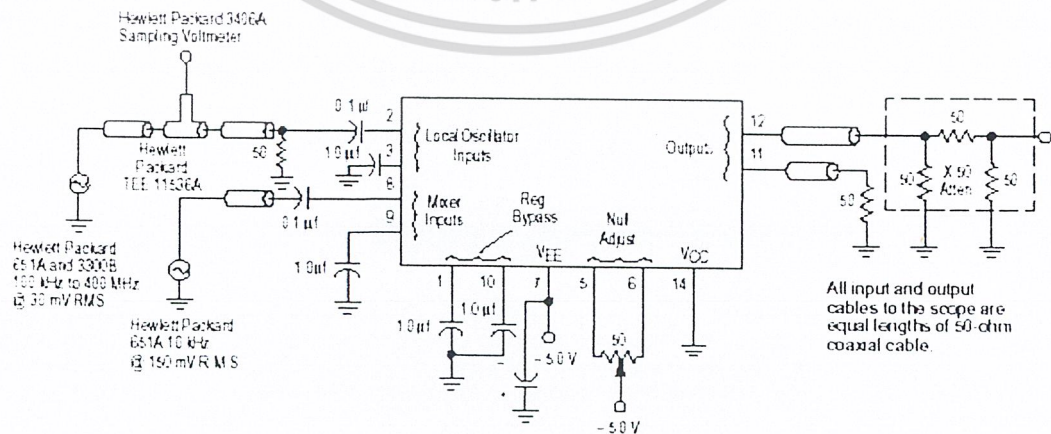 Hewlett Packard 3406A
Sampling Voltmeter
0.1 µf
2
Local Oscillator
Inputs
1.0 µf
3
50
Hewlett
Packard
TEE 11536A
8
Mixer
Inputs
0.1 µf
9
1.0 µf
Hewlett Packard
651A and 3300B
100 kHz to 400 MHz
@ 30 mV RMS
Hewlett Packard
651A 10 kHz
@ 150 mV R M S
Reg
Bypass
1
10
1.0 µf
1.0 µf
VEE
7
-5.0 V
Null
Adjust
5
6
50
-5.0 V
VCC
14
Output.
12
11
50
50
50
X 50
Atten
50
All input and output
cables to the scope are
equal lengths of 50-ohm
coaxial cable.